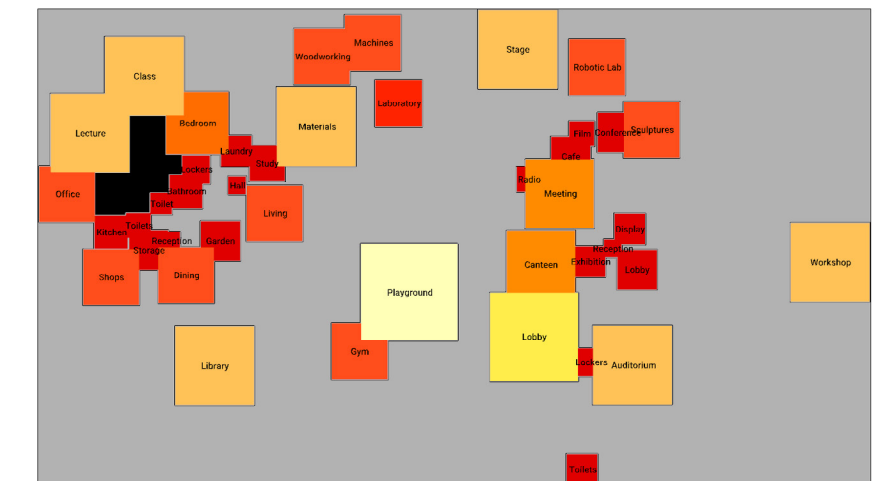 Stage
Machines
Woodworking
Robotic Lab
Class
Laboratory
Bedroom
Materials
Lecture
Film
Conference
Sculptures
Laundry
Cafe
Study
Lockers
Radio
Hall
Bathroom
Meeting
Office
Toilet
Living
Toilets
Kitchen
Display
Reception
Garden
Storage
Reception
Exhibition
Canteen
Lobby
Workshop
Shops
Dining
Playground
Lobby
Gym
Library
Lockers
Auditorium
Toilets